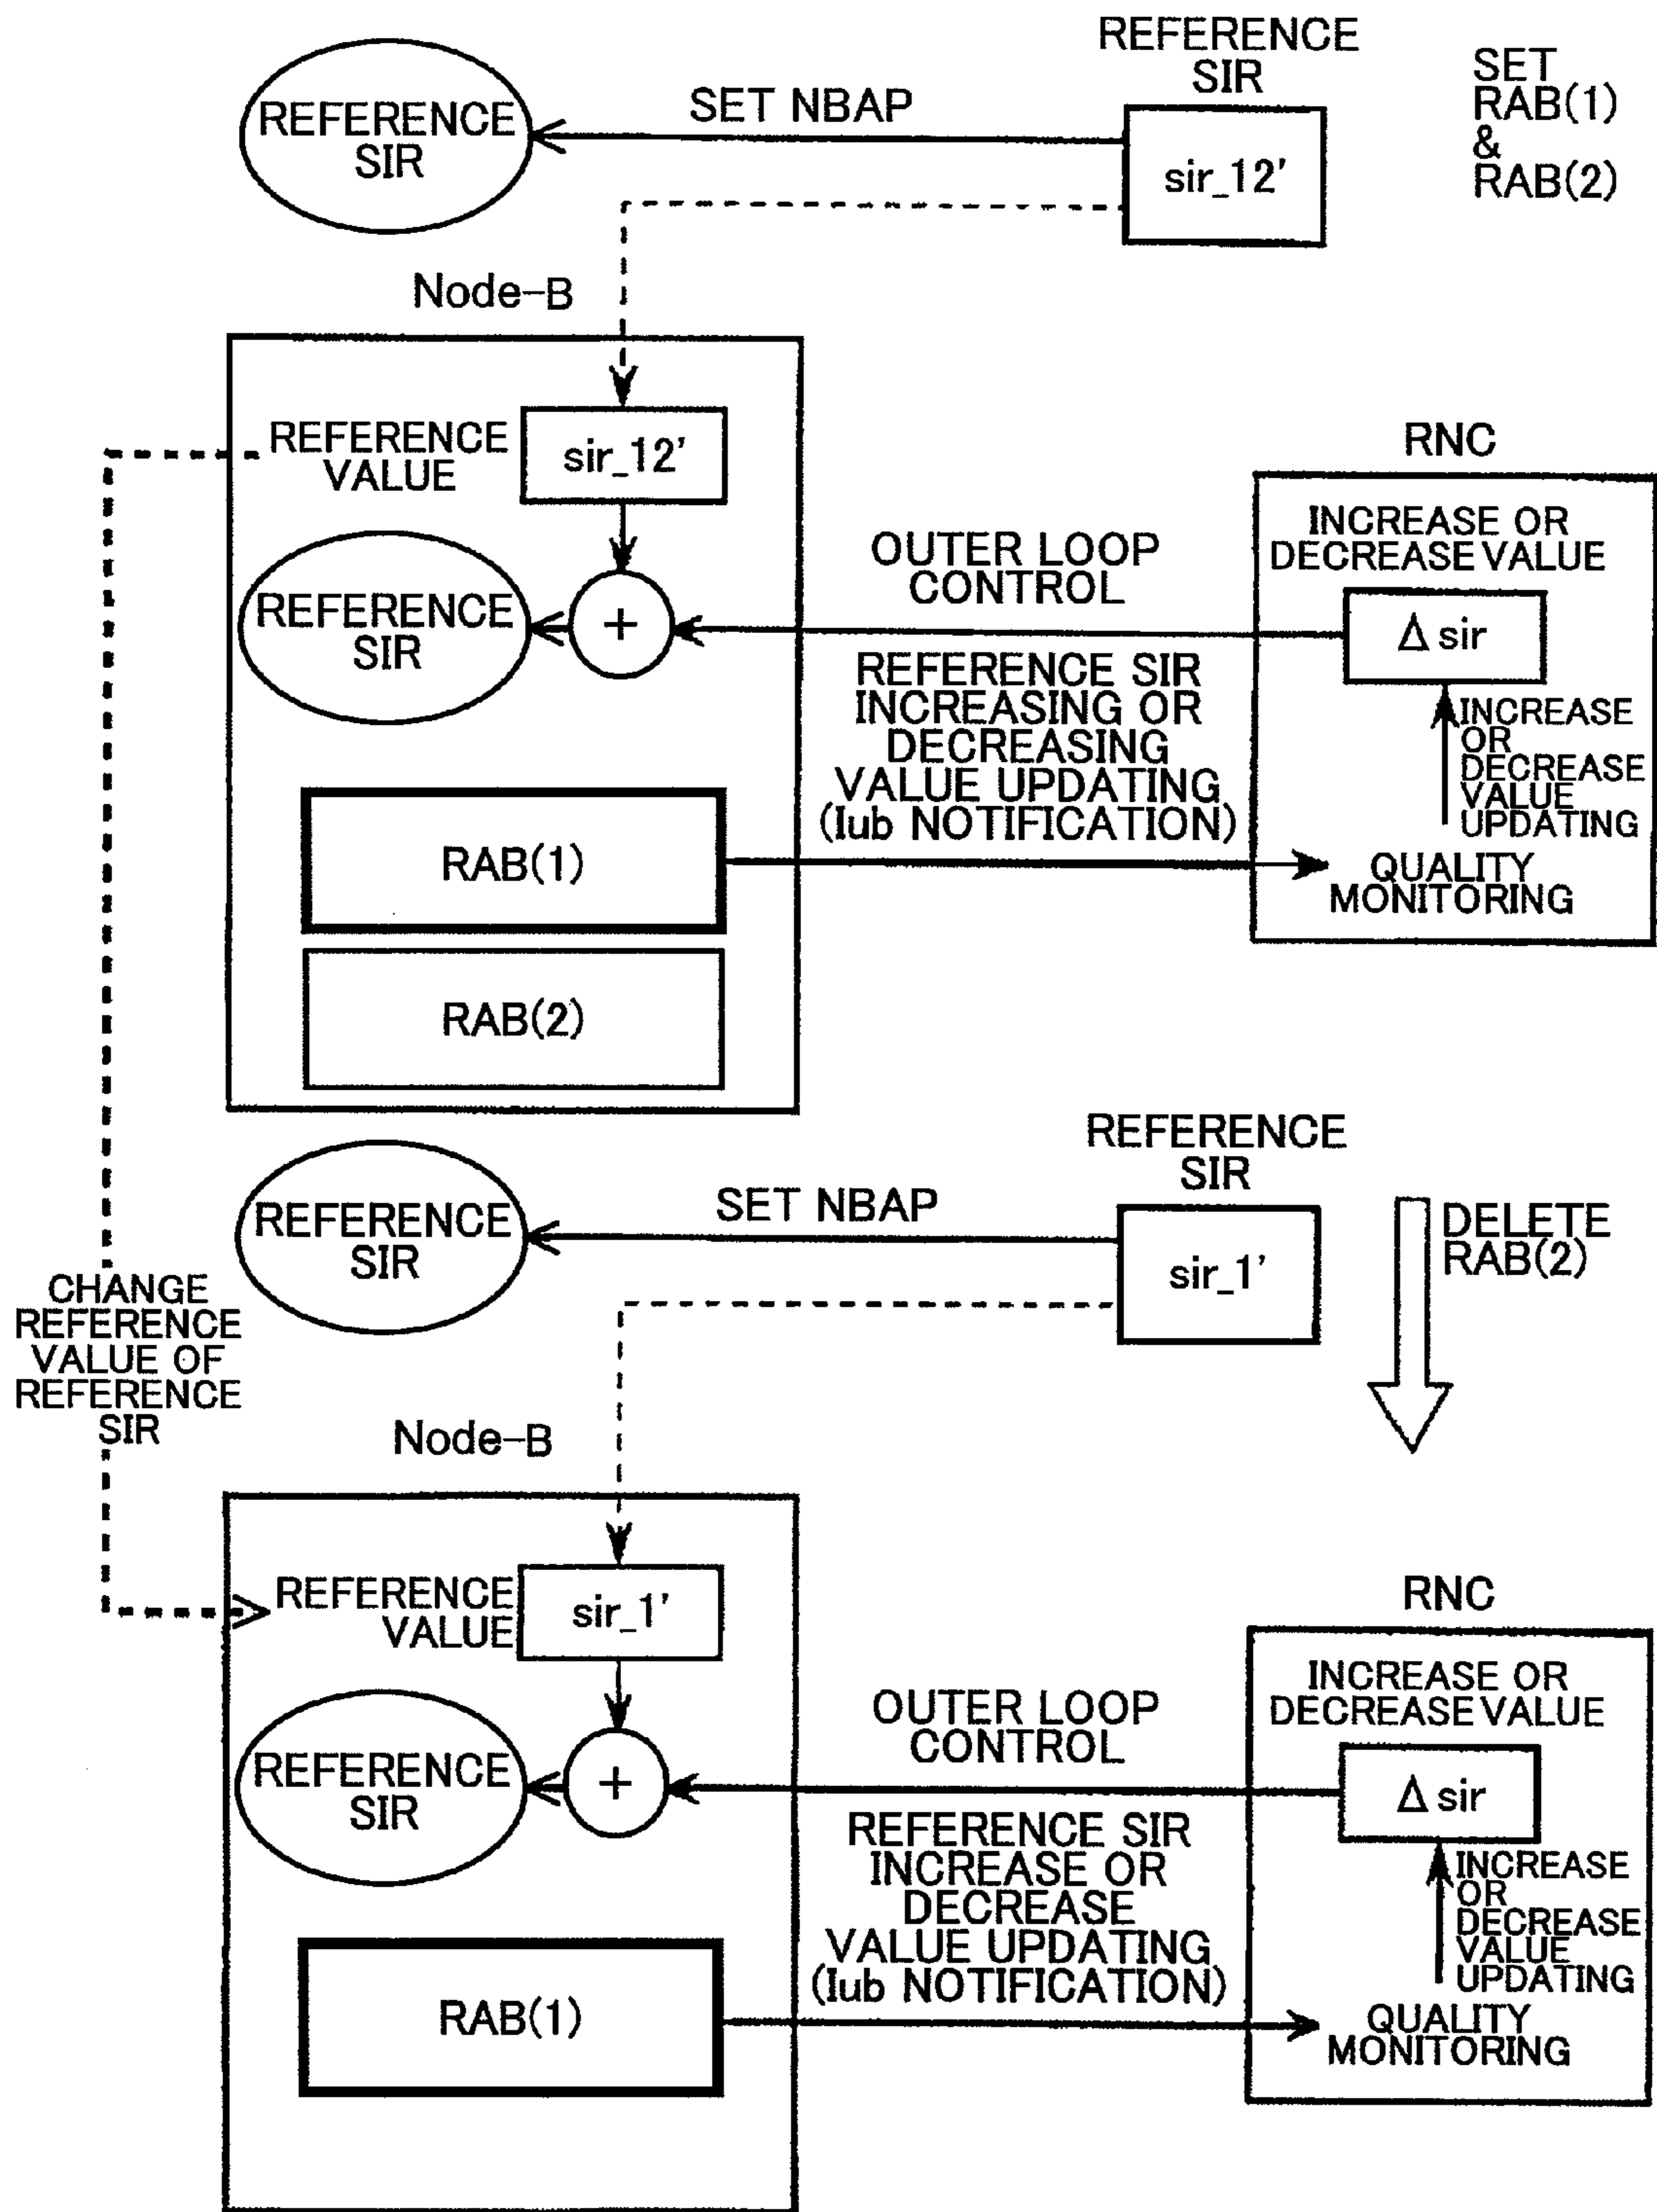 REFERENCE
SIR
SET
RAB(1)
&
RAB(2)
REFERENCE
SIR
SET NBAP
sir_12'
Node-B
REFERENCE
VALUE
sir_12'
RNC
INCREASE OR
DECREASE VALUE
OUTER LOOP
CONTROL
REFERENCE
SIR
+
Δ sir
REFERENCE SIR
INCREASING OR
DECREASING
VALUE UPDATING
(Iub NOTIFICATION)
INCREASE
OR
DECREASE
VALUE
UPDATING
RAB(1)
QUALITY
MONITORING
RAB(2)
REFERENCE
SIR
REFERENCE
SIR
SET NBAP
sir_1'
DELETE
RAB(2)
CHANGE
REFERENCE
VALUE OF
REFERENCE
SIR
Node-B
REFERENCE
VALUE
sir_1'
RNC
INCREASE OR
DECREASE VALUE
OUTER LOOP
CONTROL
REFERENCE
SIR
+
Δ sir
REFERENCE SIR
INCREASE OR
DECREASE
VALUE UPDATING
(Iub NOTIFICATION)
INCREASE
OR
DECREASE
VALUE
UPDATING
RAB(1)
QUALITY
MONITORING